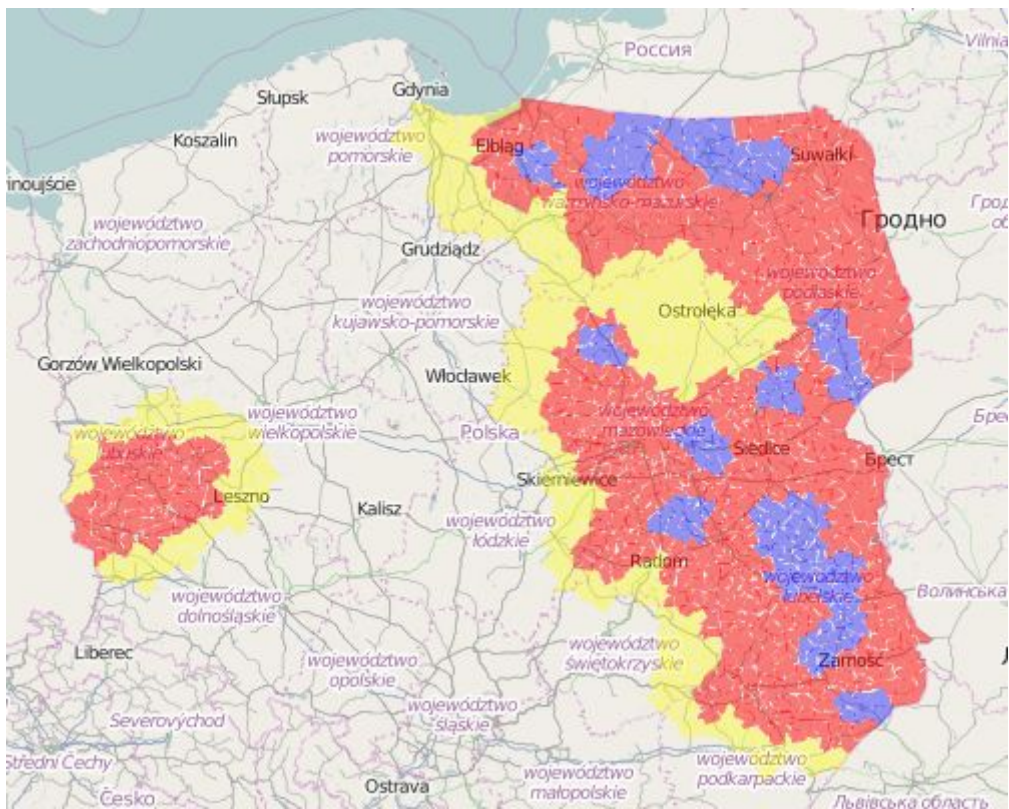 Россия
Vilnia
Gdynia
Słupsk
Koszalin
województwo
pomorskie
Elbląg
Suwałki
województwo
warmińsko-mazurskie
Гродно
inoujście
województwo
zachodniopomorskie
Grudziądz
województwo
podlaskie
województwo
kujawsko-pomorskie
Ostrołęka
Gorzów Wielkopolski
Włocławek
województwo
lubuskie
województwo
wielkopolskie
Polska
województwo
mazowieckie
Siedlce
Брест
Leszno
Kalisz
Skierniewice
województwo
łódzkie
Radom
województwo
dolnośląskie
województwo
lubelskie
Волинська
Liberec
województwo
opolskie
województwo
świętokrzyskie
Zamość
Severovýchod
województwo
śląskie
Střední Čechy
Česko
Ostrava
województwo
małopolskie
województwo
podkarpackie
Львівська область